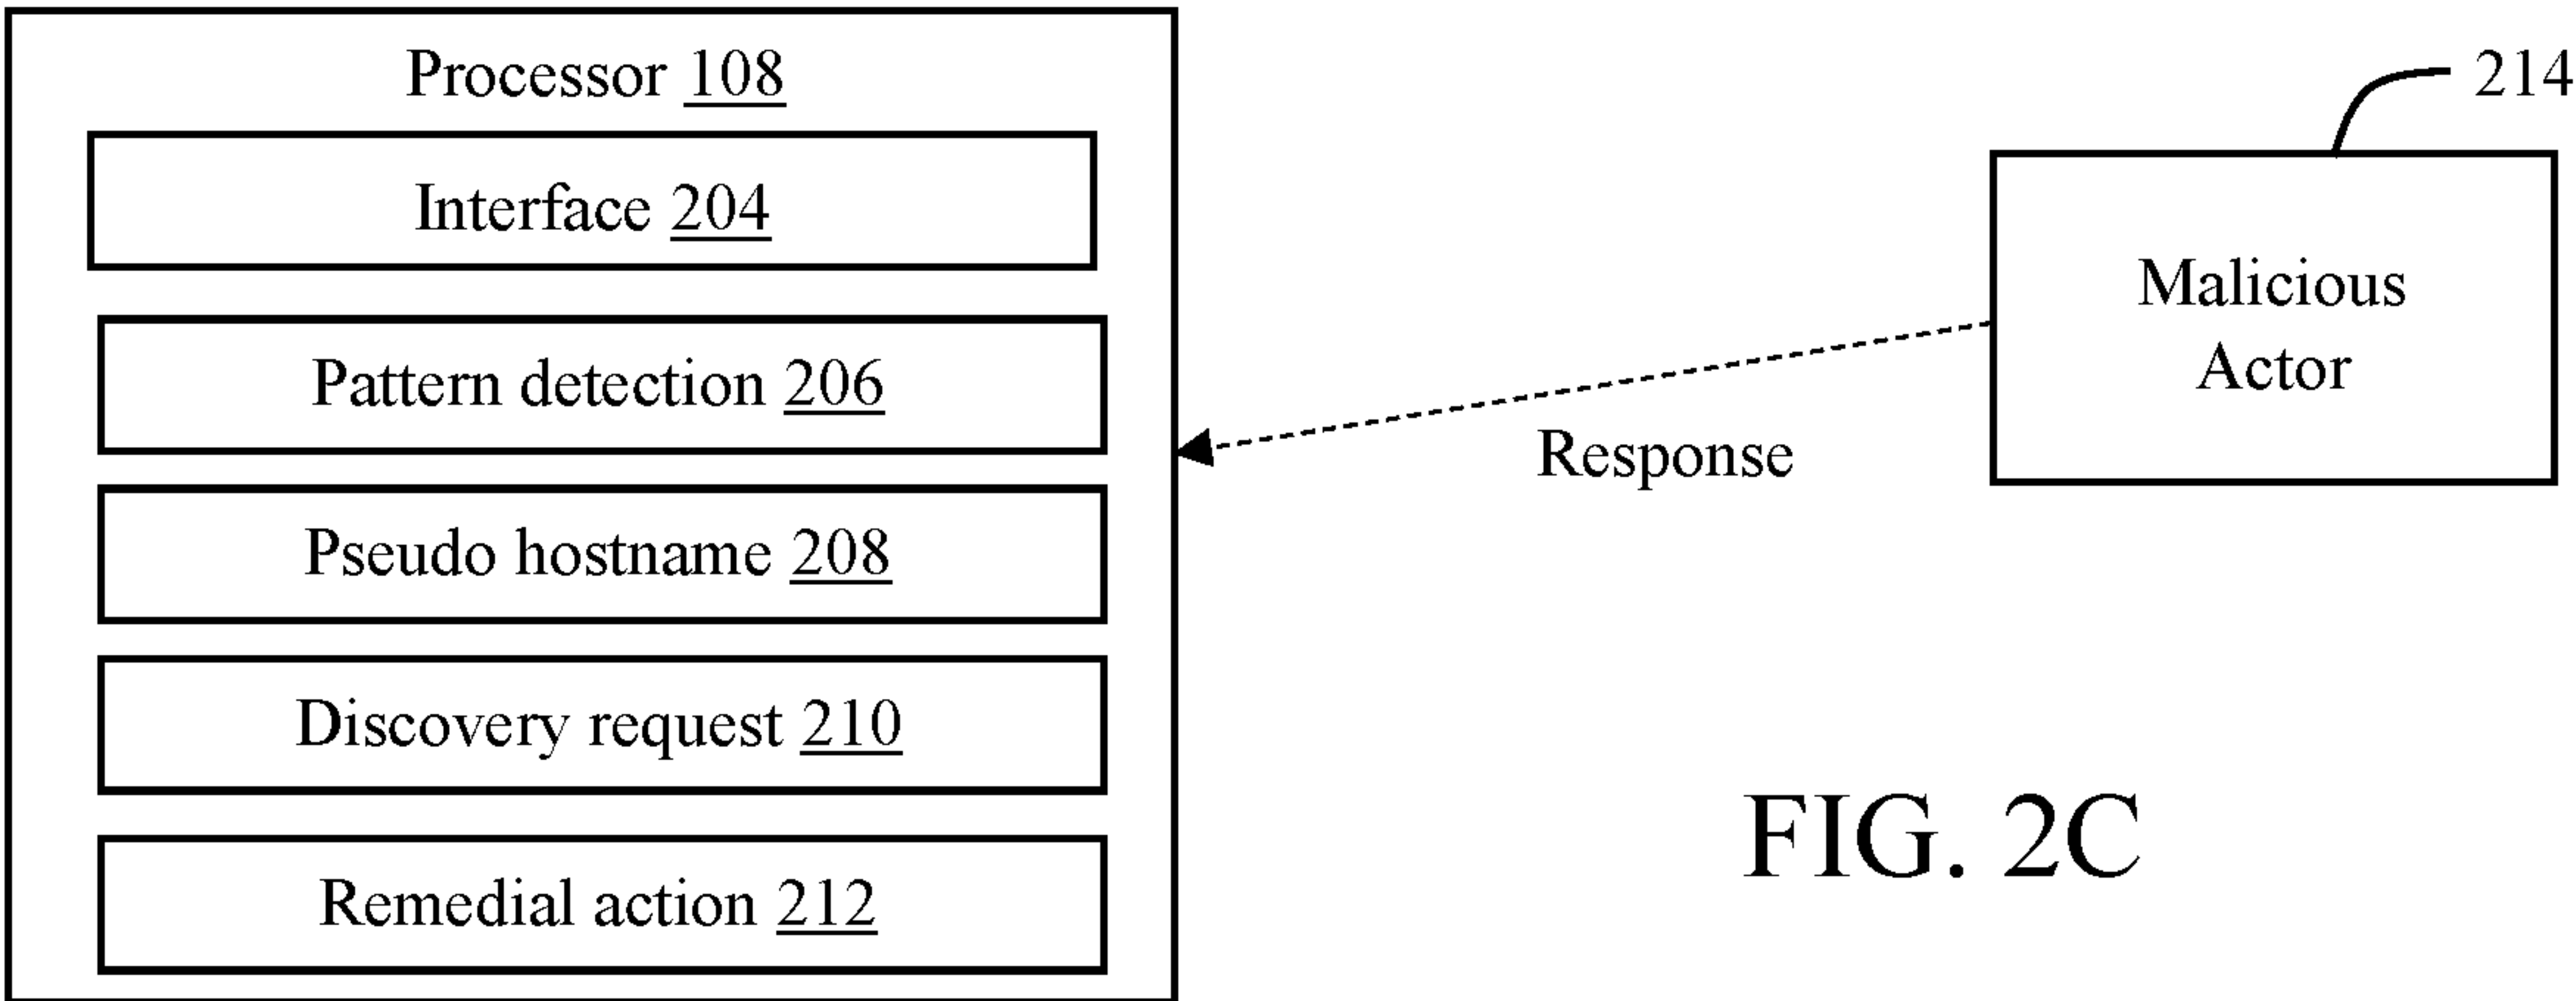 Processor 108
214
Interface 204
Malicious
Actor
Pattern detection 206
Response
Pseudo hostname 208
Discovery request 210
Remedial action 212
FIG. 2C